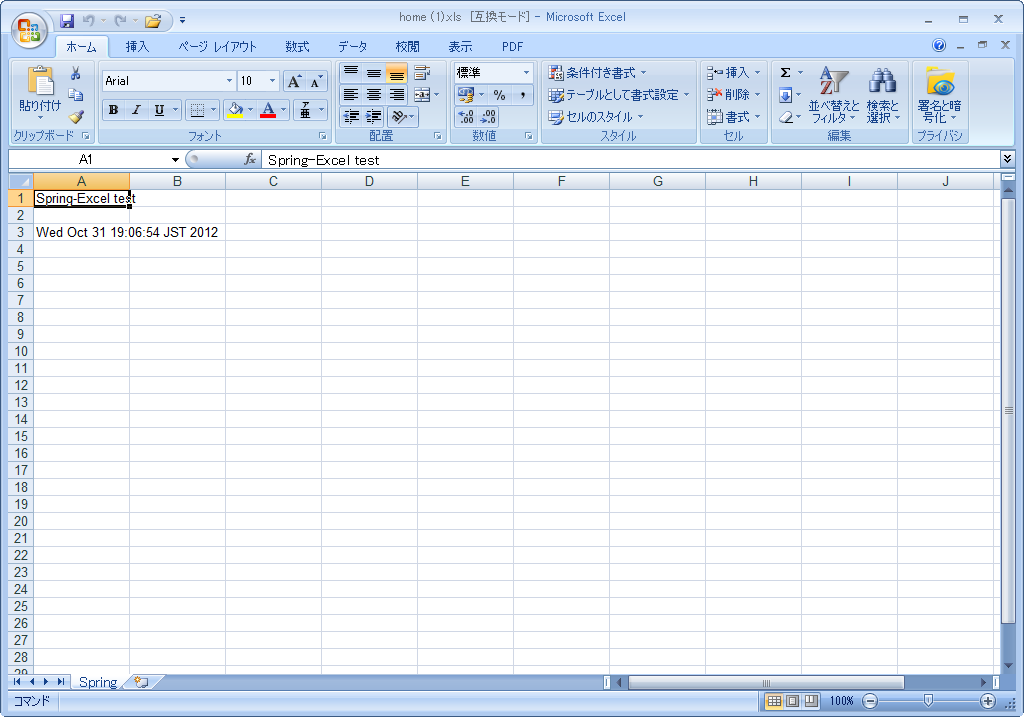 home (1).xls [互換モード] - Microsoft Excel
ホーム 挿入 ページ レイアウト 数式 データ 校閲 表示 PDF
貼り付け
クリップボード
Arial 10
B I U
フォント
配置
標準
% ,
数値
条件付き書式
テーブルとして書式設定
セルのスタイル
スタイル
挿入
削除
書式
セル
Σ
並べ替えと
フィルタ
検索と
選択
編集
署名と暗
号化
プライバシ
A1 fx Spring-Excel test
A B C D E F G H I J
1 Spring-Excel test
2
3 Wed Oct 31 19:06:54 JST 2012
4
5
6
7
8
9
10
11
12
13
14
15
16
17
18
19
20
21
22
23
24
25
26
27
28
29
Spring
コマンド 100%